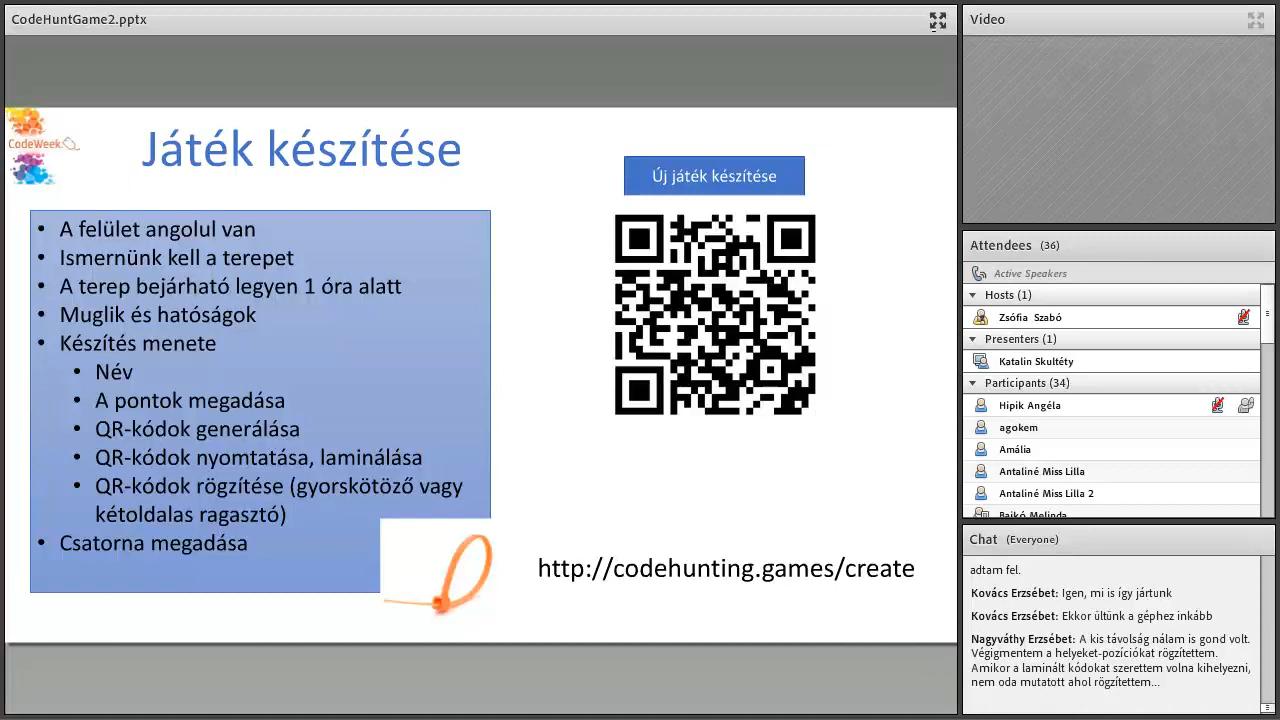 CodeHuntGame2.pptx
CodeWeek
Játék készítése
• A felület angolul van
• Ismernünk kell a terepet
• A terep bejárható legyen 1 óra alatt
• Muglik és hatóságok
• Készítés menete
• Név
• A pontok megadása
• QR-kódok generálása
• QR-kódok nyomtatása, laminálása
• QR-kódok rögzítése (gyorskötöző vagy
kétoldalas ragasztó)
• Csatorna megadása
Új játék készítése
http://codehunting.games/create
Video
Attendees (36)
Active Speakers
Hosts (1)
Zsófia Szabó
Presenters (1)
Katalin Skultéty
Participants (34)
Hipik Angéla
agokem
Amália
Antaliné Miss Lilla
Antaliné Miss Lilla 2
Bajkó Melinda
Chat (Everyone)
adtam fel.
Kovács Erzsébet: Igen, mi is így jártunk
Kovács Erzsébet: Ekkor ültünk a géphez inkább
Nagyváthy Erzsébet: A kis távolság nálam is gond volt.
Végigmentem a helyeket-pozíciókat rögzítettem.
Amikor a laminált kódokat szerettem volna kihelyezni,
nem oda mutatott ahol rögzítettem...